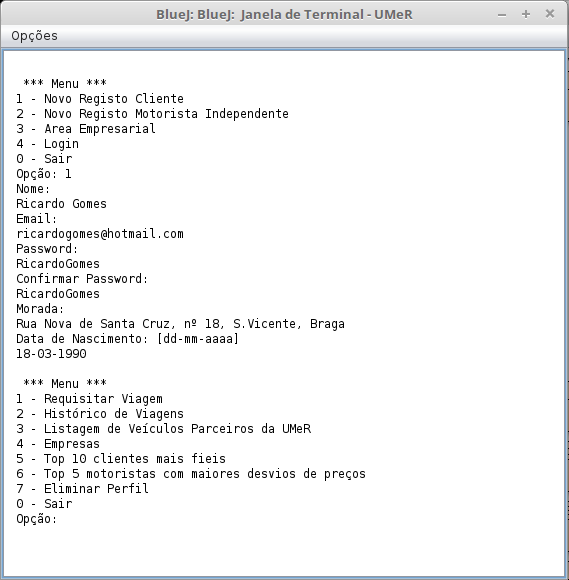 BlueJ: BlueJ: Janela de Terminal - UMeR
Opções
*** Menu ***
1 - Novo Registo Cliente
2 - Novo Registo Motorista Independente
3 - Area Empresarial
4 - Login
0 - Sair
Opção: 1
Nome:
Ricardo Gomes
Email:
ricardogomes@hotmail.com
Password:
RicardoGomes
Confirmar Password:
RicardoGomes
Morada:
Rua Nova de Santa Cruz, nº 18, S.Vicente, Braga
Data de Nascimento: [dd-mm-aaaa]
18-03-1990
*** Menu ***
1 - Requisitar Viagem
2 - Histórico de Viagens
3 - Listagem de Veículos Parceiros da UMeR
4 - Empresas
5 - Top 10 clientes mais fieis
6 - Top 5 motoristas com maiores desvios de preços
7 - Eliminar Perfil
0 - Sair
Opção: